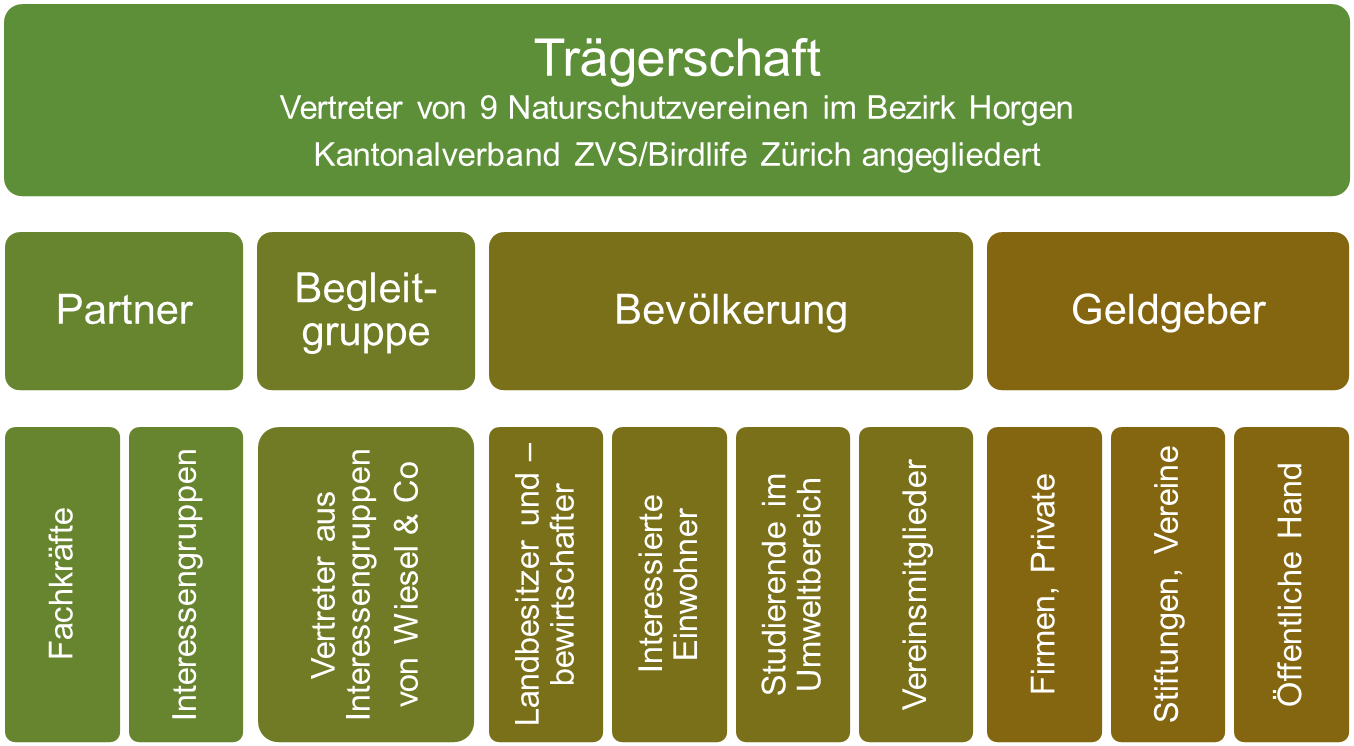 Trägerschaft
Vertreter von 9 Naturschutzvereinen im Bezirk Horgen
Kantonalverband ZVS/Birdlife Zürich angegliedert
Partner
Begleit-
gruppe
Bevölkerung
Geldgeber
Fachkräfte
Interessengruppen
Vertreter aus
Interessengruppen
von Wiesel & Co
Landbesitzer und –
bewirtschafter
Interessierte
Einwohner
Studierende im
Umweltbereich
Vereinsmitglieder
Firmen, Private
Stiftungen, Vereine
Öffentliche Hand